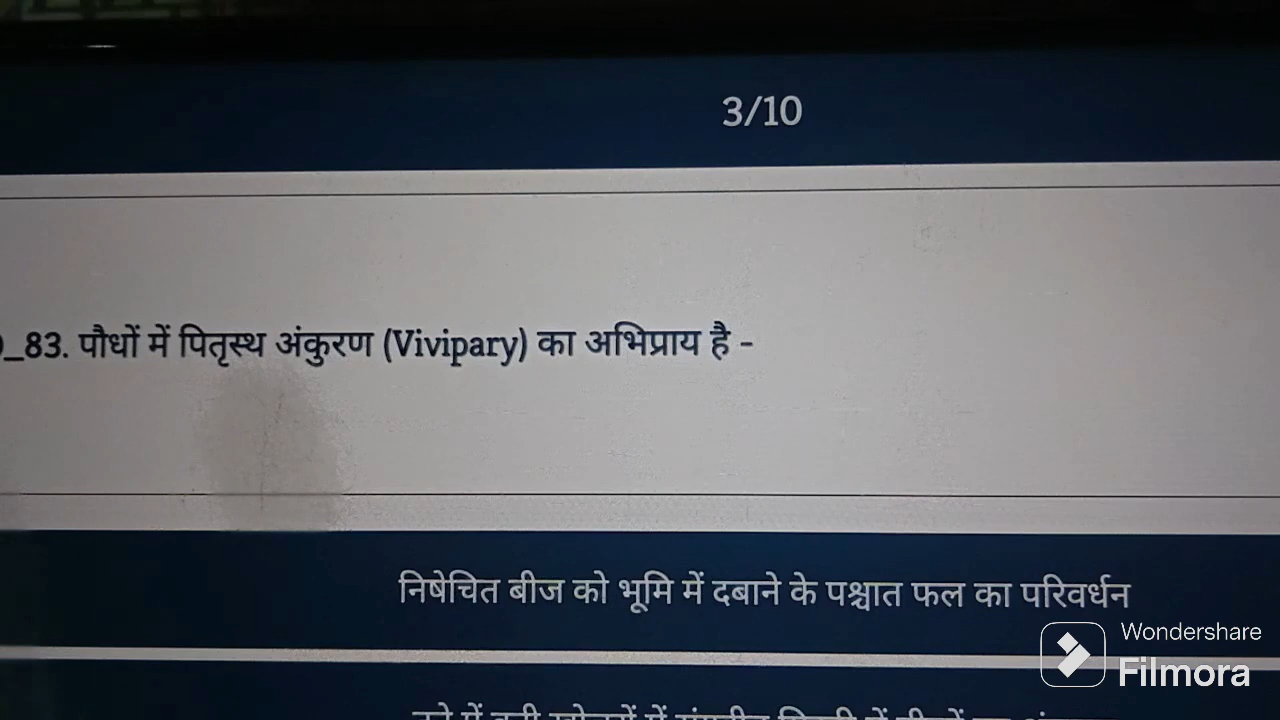 3/10
_83. पौधों में पितृस्थ अंकुरण (Vivipary) का अभिप्राय है -
निषेचित बीज को भूमि में दबाने के पश्चात फल का परिवर्धन
Wondershare
Filmora